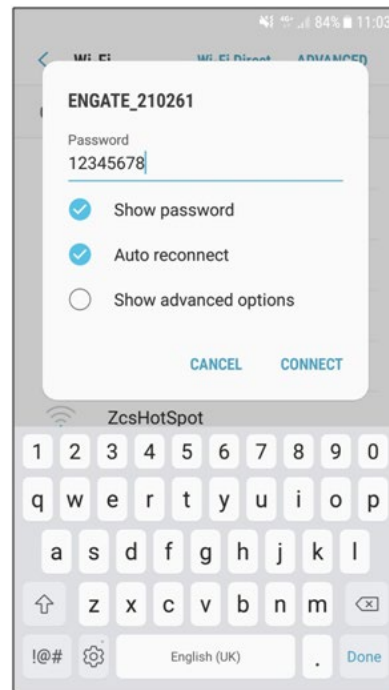 84% 11:03
Wi-Fi Wi-Fi Direct ADVANCED
ENGATE_210261
Password
12345678
Show password
Auto reconnect
Show advanced options
CANCEL CONNECT
ZcsHotSpot
1 2 3 4 5 6 7 8 9 0
q w e r t y u i o p
a s d f g h j k l
z x c v b n m
!@# English (UK) . Done